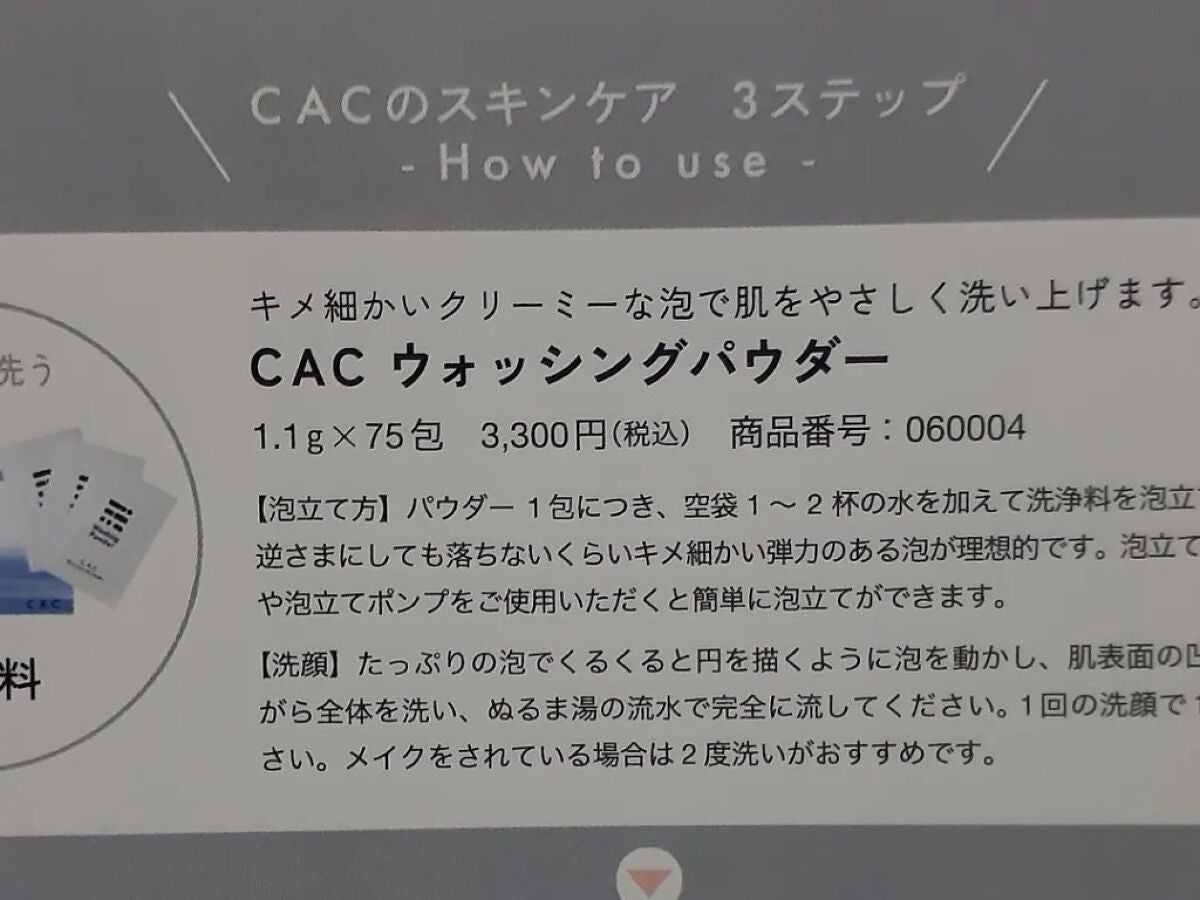 CACのスキンケア 3ステップ
- How to use -
キメ細かいクリーミーな泡で肌をやさしく洗い上げます。
洗う
CAC ウォッシングパウダー
1.1g×75包 3,300円(税込) 商品番号：060004
【泡立て方】パウダー 1包につき、空袋1〜2杯の水を加えて洗浄料を泡立
逆さまにしても落ちないくらいキメ細かい弾力のある泡が理想的です。泡立て
や泡立てポンプをご使用いただくと簡単に泡立てができます。
CAC
料
【洗顔】たっぷりの泡でくるくると円を描くように泡を動かし、肌表面の凹
がら全体を洗い、ぬるま湯の流水で完全に流してください。1回の洗顔で1
さい。メイクをされている場合は2度洗いがおすすめです。